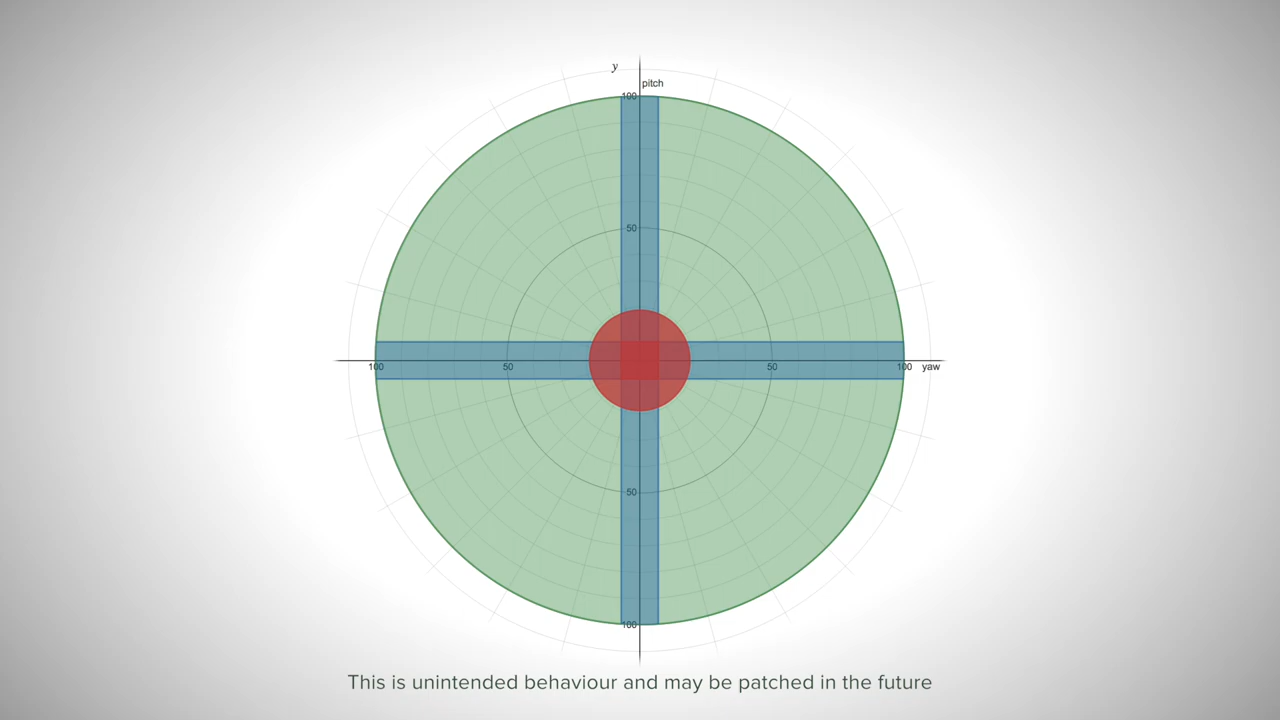 y
pitch
100
50
100
50
50
100
yaw
50
100
This is unintended behaviour and may be patched in the future